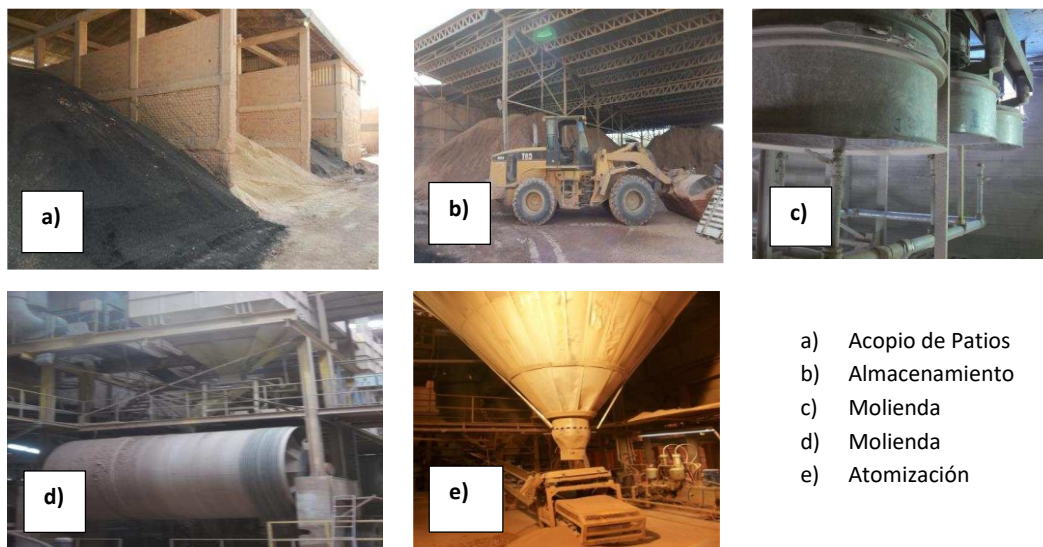 a)
b)
c)
d)
e)
a) Acopio de Patios
b) Almacenamiento
c) Molienda
d) Molienda
e) Atomización